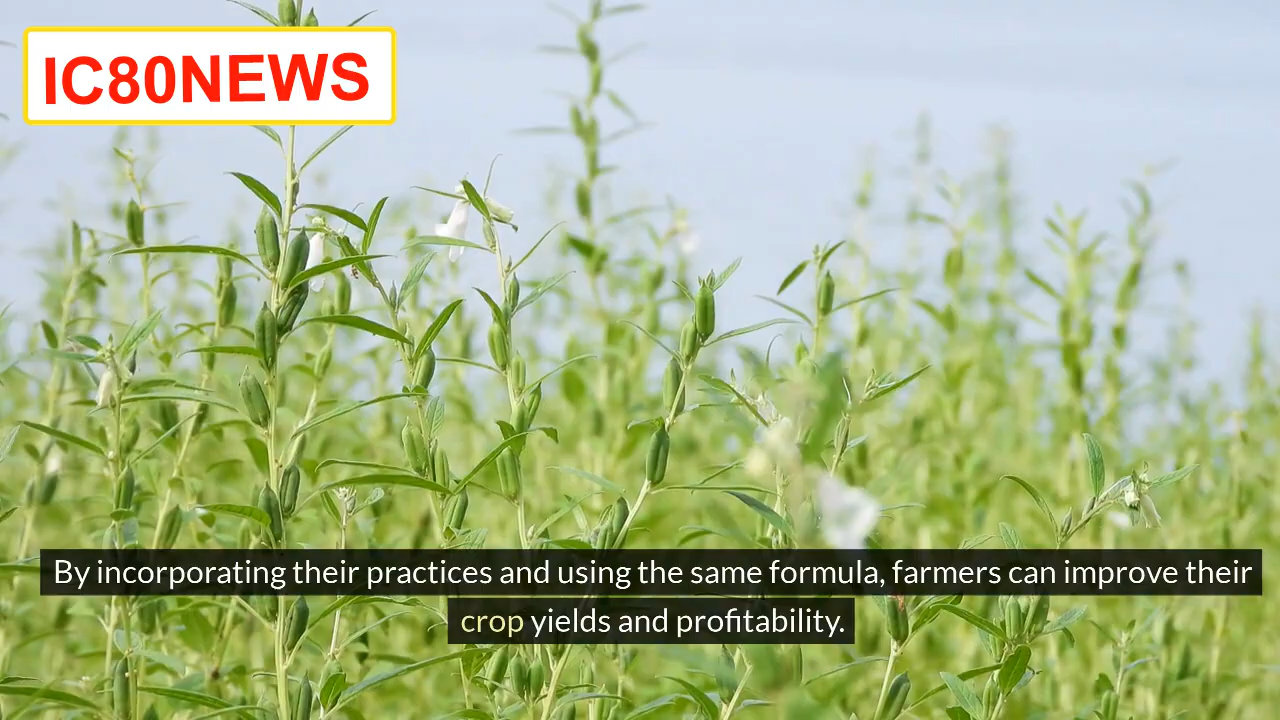 IC80NEWS
By incorporating their practices and using the same formula, farmers can improve their
crop yields and profitability.